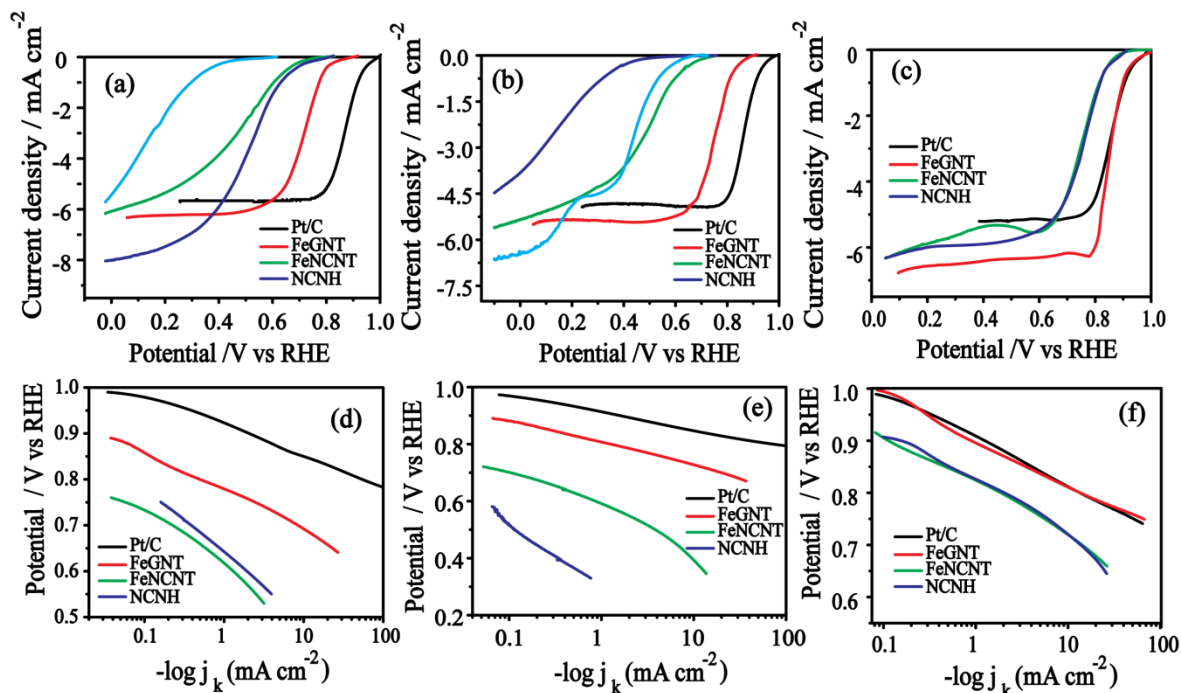 (a)
Current density / mA cm-2
0
-2
-4
-6
-8
Pt/C
FeGNT
FeNCNT
NCNH
0.0 0.2 0.4 0.6 0.8 1.0
Potential /V vs RHE
(b)
Current density / mA cm-2
0.0
-1.5
-3.0
-4.5
-6.0
-7.5
Pt/C
FeGNT
FeNCNT
NCNH
0.0 0.2 0.4 0.6 0.8 1.0
Potential /V vs RHE
(c)
Current density / mA cm-2
0
-2
-4
-6
Pt/C
FeGNT
FeNCNT
NCNH
0.0 0.2 0.4 0.6 0.8 1.0
Potential /V vs RHE
(d)
Potential / V vs RHE
1.0
0.9
0.8
0.7
0.6
0.5
Pt/C
FeGNT
FeNCNT
NCNH
0.1 1 10 100
-log jk (mA cm-2)
(e)
Potential / V vs RHE
1.0
0.8
0.6
0.4
0.2
Pt/C
FeGNT
FeNCNT
NCNH
0.1 1 10 100
-log jk (mA cm-2)
(f)
Potential / V vs RHE
1.0
0.9
0.8
0.7
0.6
Pt/C
FeGNT
FeNCNT
NCNH
0.1 1 10 100
-log jk (mA cm-2)